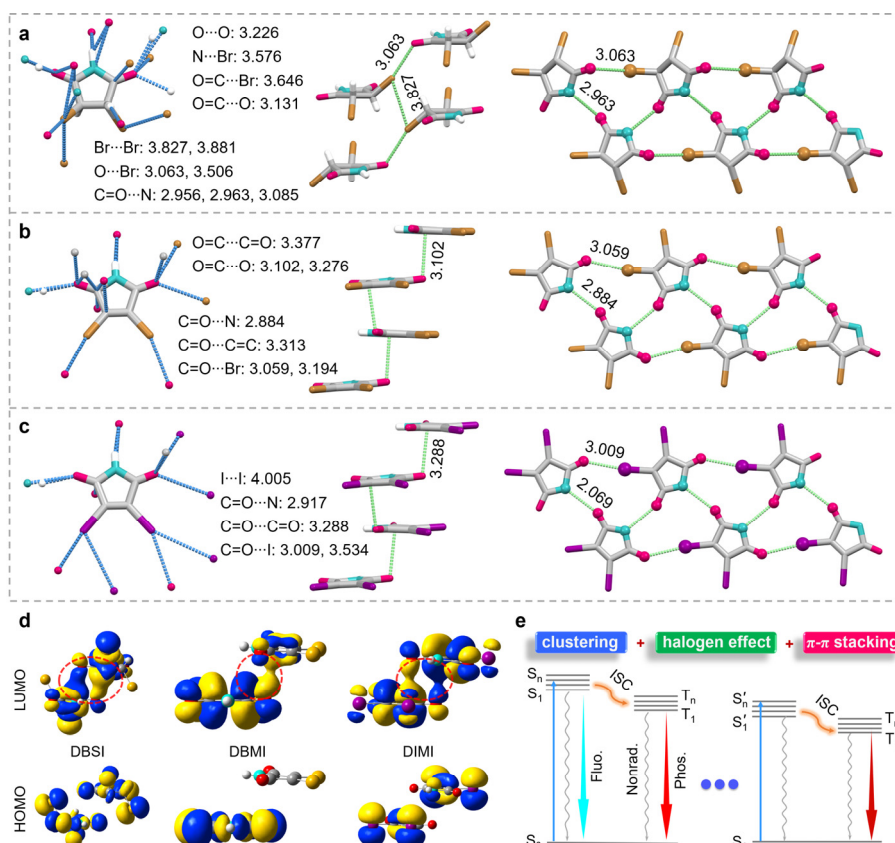 a
O···O: 3.226
N···Br: 3.576
O=C···Br: 3.646
O=C···O: 3.131
Br···Br: 3.827, 3.881
O···Br: 3.063, 3.506
C=O···N: 2.956, 2.963, 3.085
3.063
3.827
3.063
2.963
b
O=C···C=O: 3.377
O=C···O: 3.102, 3.276
C=O···N: 2.884
C=O···C=C: 3.313
C=O···Br: 3.059, 3.194
3.102
3.059
2.884
c
I···I: 4.005
C=O···N: 2.917
C=O···C=O: 3.288
C=O···I: 3.009, 3.534
3.288
3.009
2.069
d
LUMO
DBSI
DBMI
DIMI
HOMO
e
clustering + halogen effect + π-π stacking
Sn
S1
ISC
Tn
T1
Fluo.
Nonrad.
Phos.
S′n
S′1
ISC
T
T
S
S